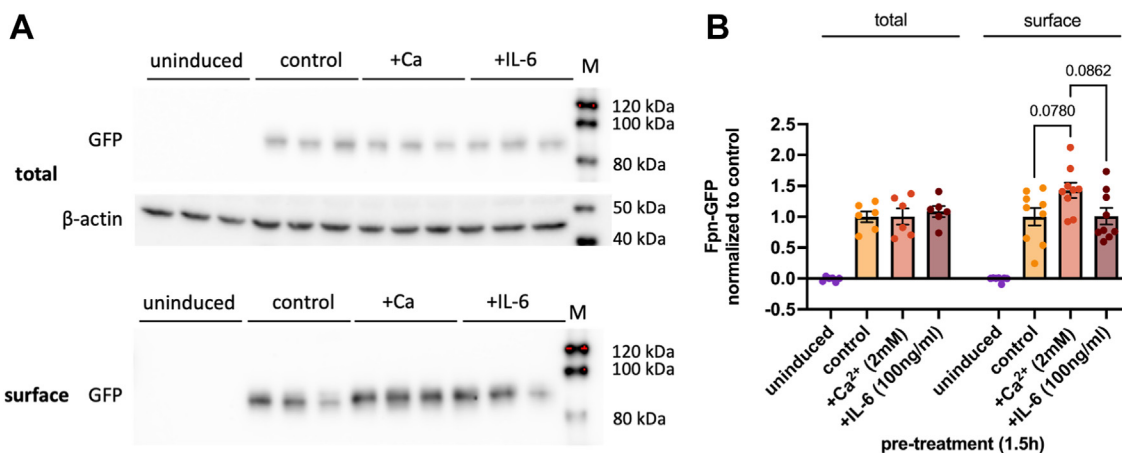 A
uninduced control +Ca +IL-6 M
total
GFP
120 kDa
100 kDa
80 kDa
β-actin
50 kDa
40 kDa
uninduced control +Ca +IL-6 M
surface GFP
120 kDa
100 kDa
80 kDa
B
total surface
0.0862
0.0780
Fpn-GFP
normalized to control
2.5
2.0
1.5
1.0
0.5
0.0
-0.5
uninduced
control
+Ca²⁺ (2mM)
+IL-6 (100ng/ml)
uninduced
control
+Ca²⁺ (2mM)
+IL-6 (100ng/ml)
pre-treatment (1.5h)